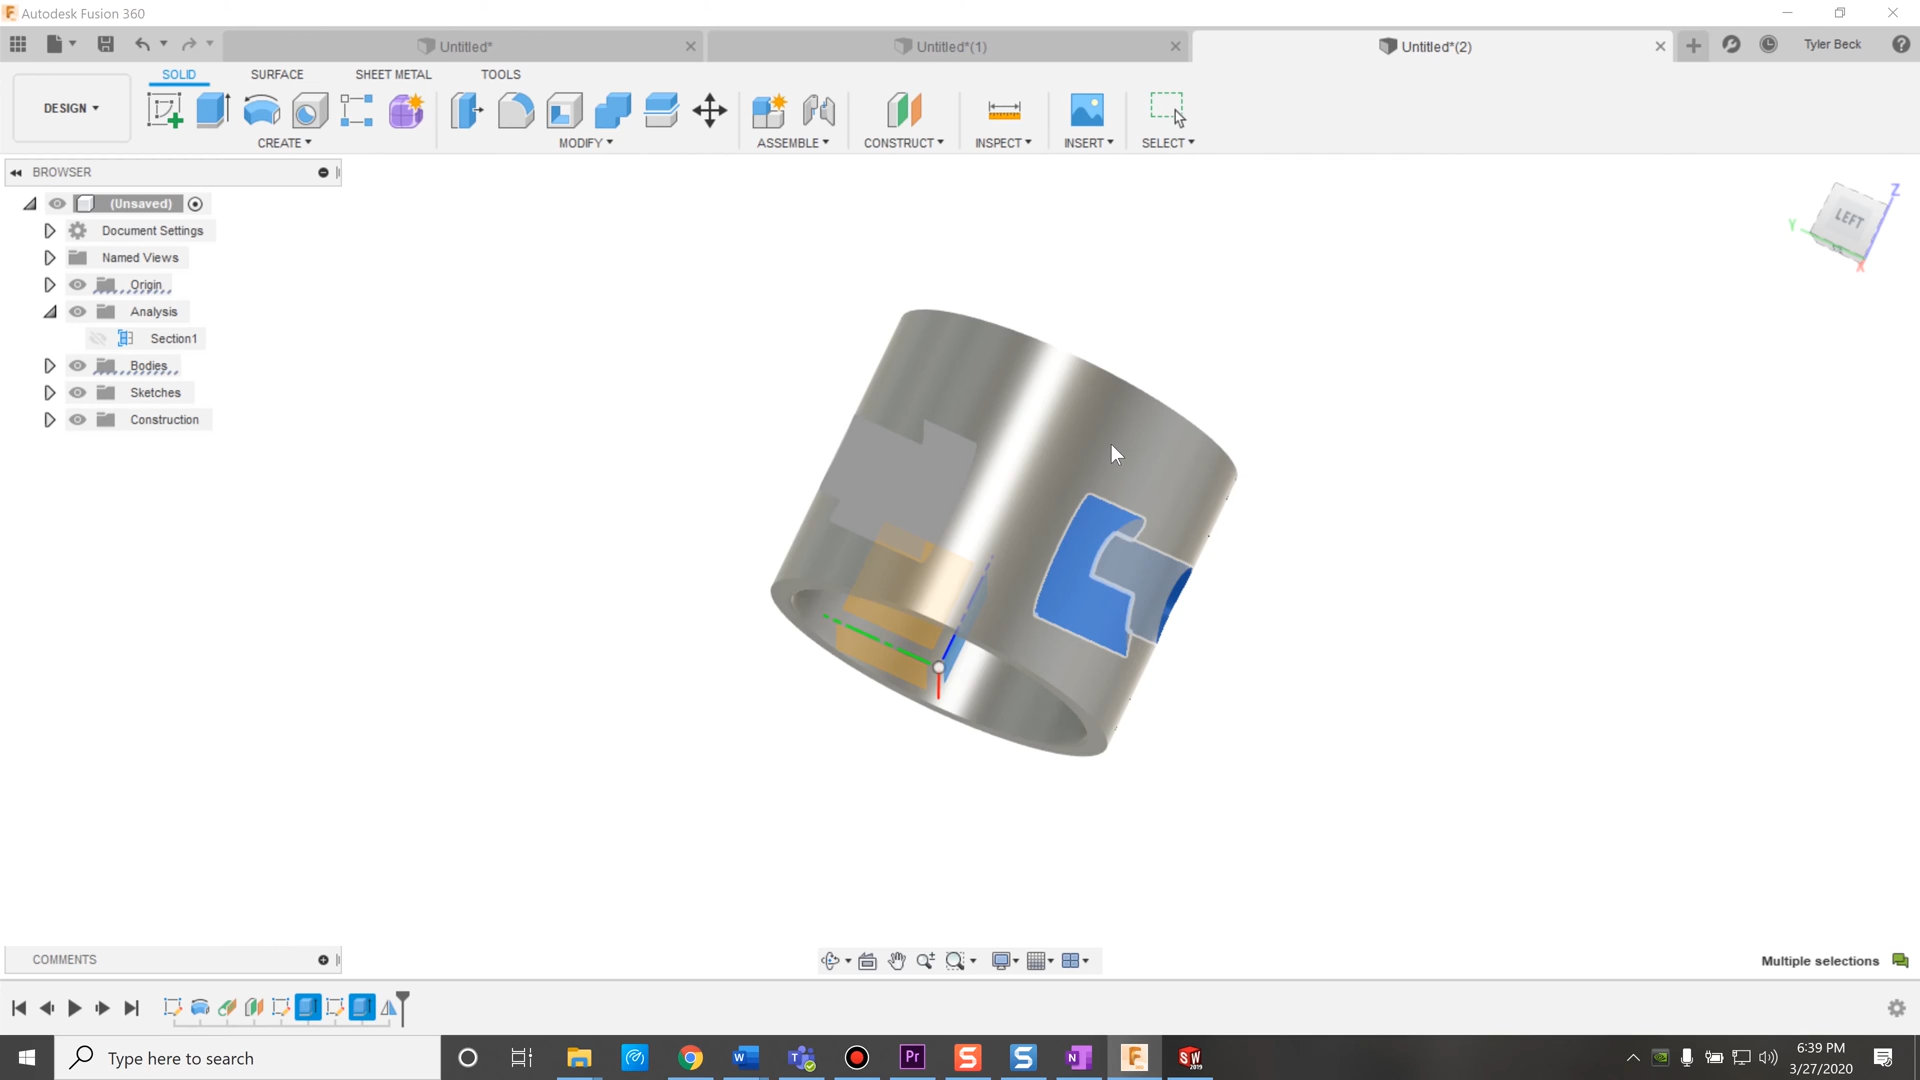 Autodesk Fusion 360
Untitled*
Untitled*(1)
Untitled*(2)
Tyler Beck
SOLID
SURFACE
SHEET METAL
TOOLS
DESIGN
CREATE
MODIFY
ASSEMBLE
CONSTRUCT
INSPECT
INSERT
SELECT
BROWSER
(Unsaved)
Document Settings
Named Views
Origin
Analysis
Section1
Bodies
Sketches
Construction
LEFT
Z
Y
X
COMMENTS
Multiple selections
Type here to search
6:39 PM
3/27/2020